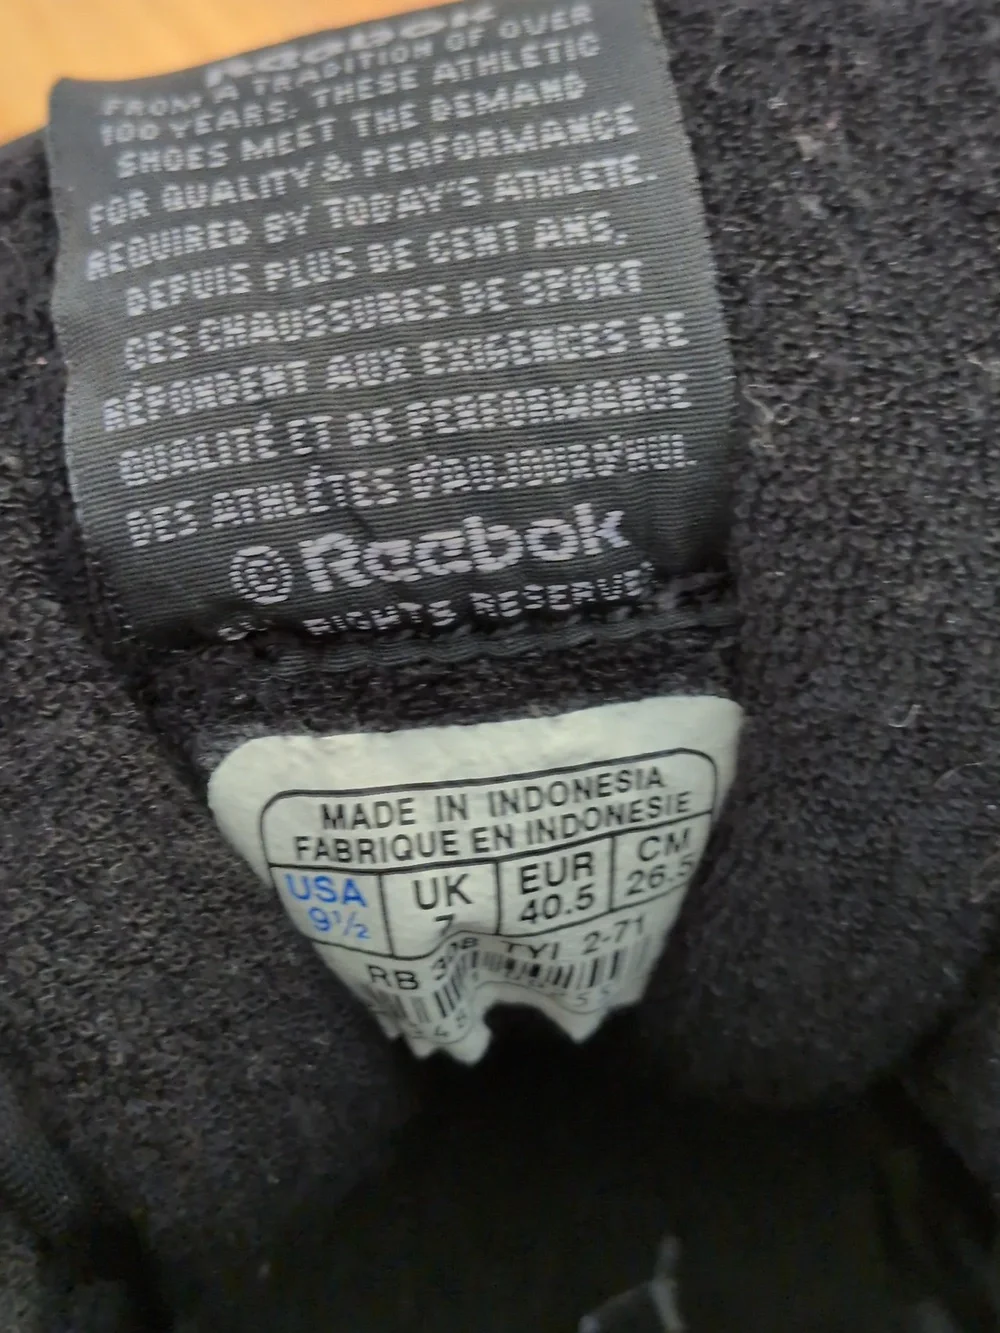 Reebok
FROM A TRADITION OF OVER
100 YEARS, THESE ATHLETIC
SHOES MEET THE DEMAND
FOR QUALITY & PERFORMANCE
REQUIRED BY TODAY'S ATHLETE.
DEPUIS PLUS DE CENT ANS,
CES CHAUSSURES DE SPORT
RÉPONDENT AUX EXIGENCES DE
QUALITÉ ET DE PERFORMANCE
DES ATHLÉTES D'AUJOURD'HUI.
© Reebok
RIGHTS RESERVED
MADE IN INDONESIA
FABRIQUE EN INDONESIE
USA UK EUR CM
9½ 7 40.5 26.5
RB TYI 2-71